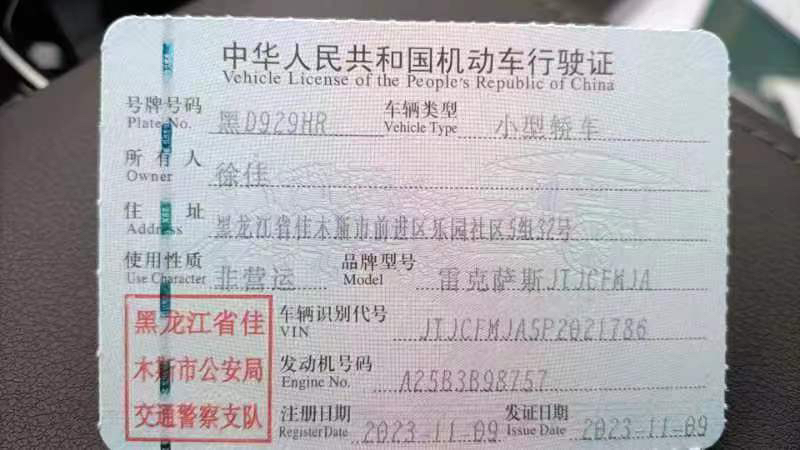 中华人民共和国机动车行驶证
Vehicle License of the People's Republic of China
号牌号码 黑D929HR 车辆类型 小型轿车
Plate No. Vehicle Type
所有人 徐佳
Owner
住址 黑龙江省佳木斯市前进区乐园社区5组32号
Address
使用性质 非营运 品牌型号 雷克萨斯JTJCFMJA
Use Character Model
黑龙江省佳
木斯市公安局
交通警察支队
车辆识别代号 JTJCFMJA5P2021786
VIN
发动机号码 A25B3B98757
Engine No.
注册日期 2023-11-09 发证日期 2023-11-09
Register Date Issue Date